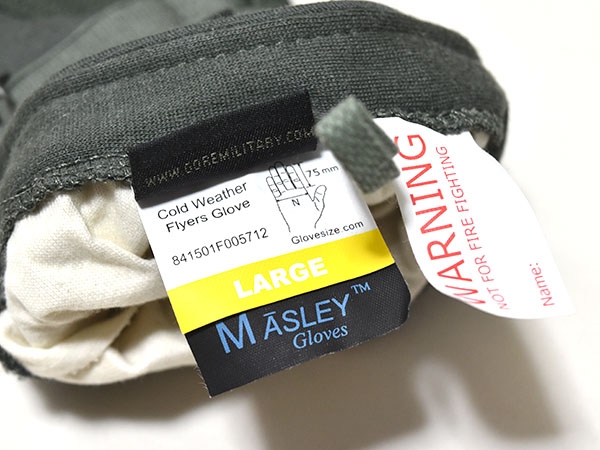 WWW.GOREMILITARY.COM
Cold Weather
Flyers Glove
75 mm
N
841501F005712
Glovesize.com
LARGE
MĀSLEY™
Gloves
WARNING
NOT FOR FIRE FIGHTING
Name: